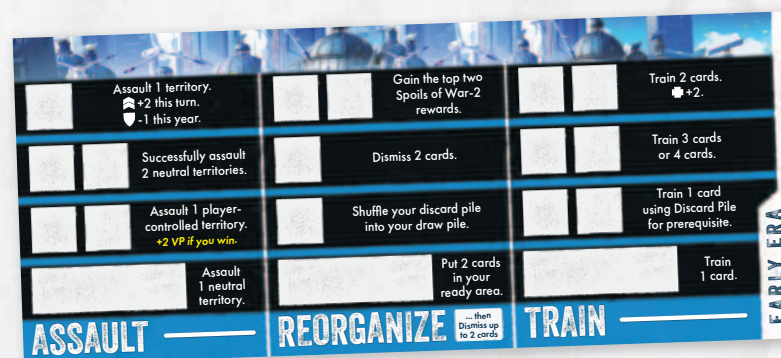 Assault 1 territory.
+2 this turn.
-1 this year.
Successfully assault
2 neutral territories.
Assault 1 player-
controlled territory.
+2 VP if you win.
Assault
1 neutral
territory.
ASSAULT
Gain the top two
Spoils of War-2
rewards.
Dismiss 2 cards.
Shuffle your discard pile
into your draw pile.
Put 2 cards
in your
ready area.
REORGANIZE
... then
Dismiss up
to 2 cards
Train 2 cards.
+2.
Train 3 cards
or 4 cards.
Train 1 card
using Discard Pile
for prerequisite.
Train
1 card.
TRAIN
EARLY ERA